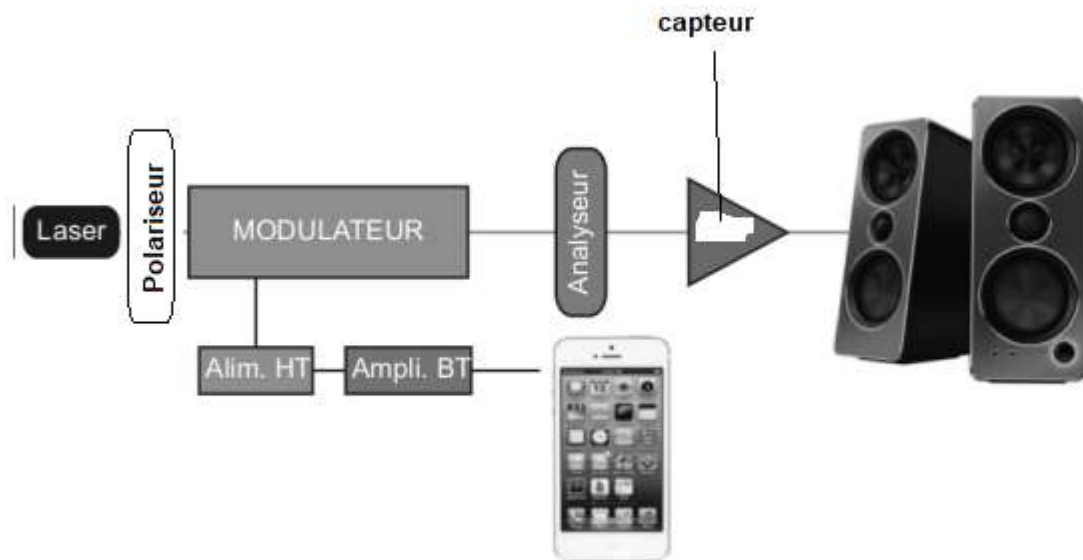 capteur
Laser
Polariseur
MODULATEUR
Analyseur
Alim. HT
Ampli. BT